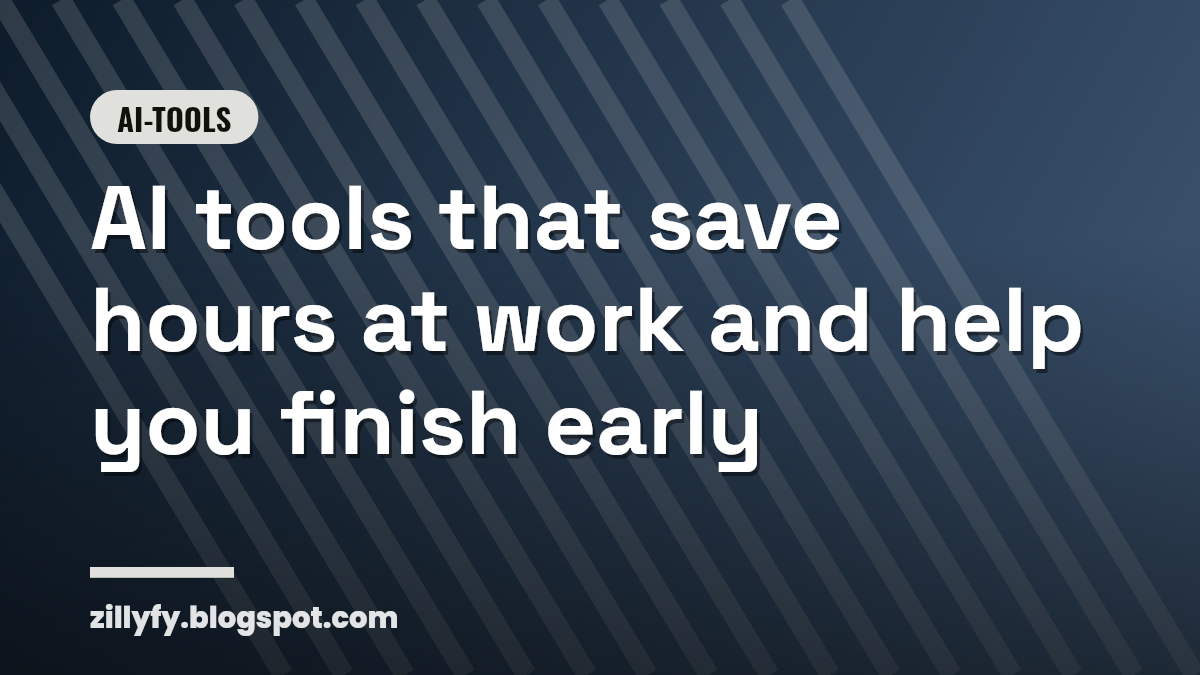 AI-TOOLS
AI tools that save
hours at work and help
you finish early
zillyfy.blogspot.com